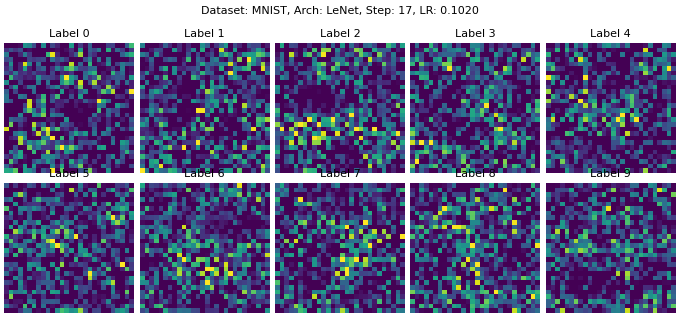 Dataset: MNIST, Arch: LeNet, Step: 17, LR: 0.1020
Label 0 Label 1 Label 2 Label 3 Label 4
Label 5 Label 6 Label 7 Label 8 Label 9